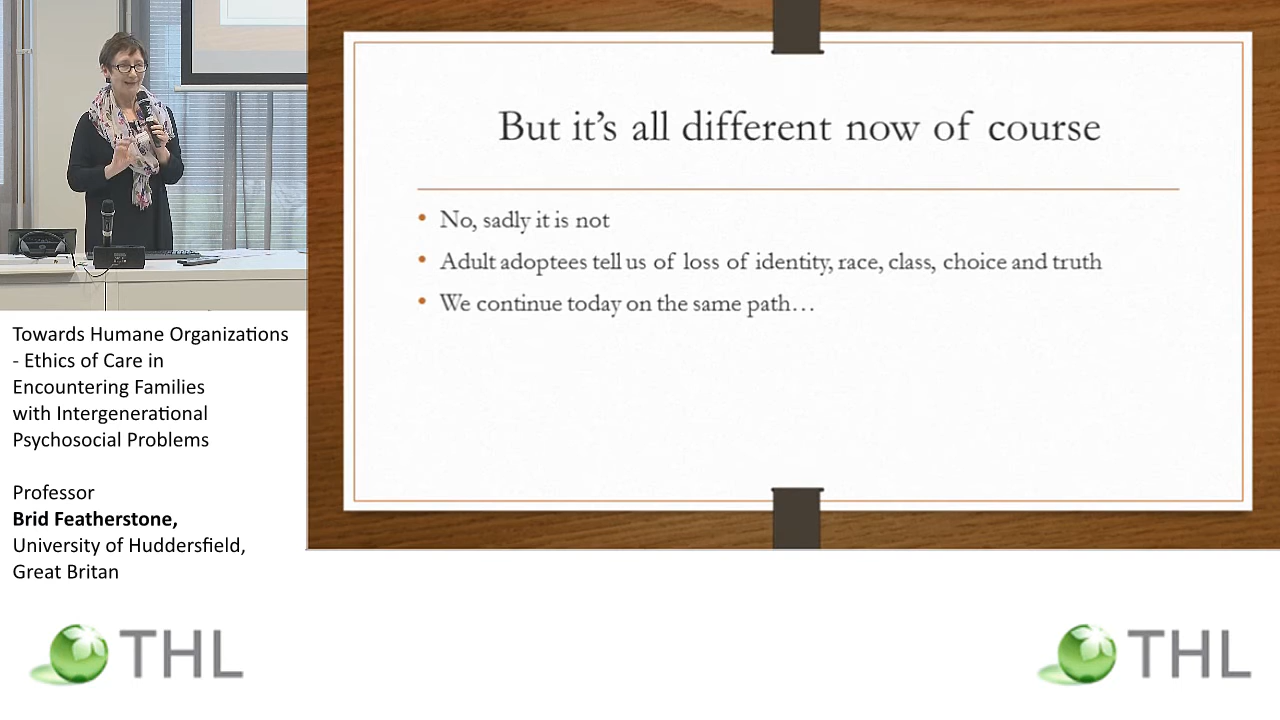 But it's all different now of course
• No, sadly it is not
• Adult adoptees tell us of loss of identity, race, class, choice and truth
• We continue today on the same path…
Towards Humane Organizations
- Ethics of Care in
Encountering Families
with Intergenerational
Psychosocial Problems
Professor
Brid Featherstone,
University of Huddersfield,
Great Britan
THL
THL